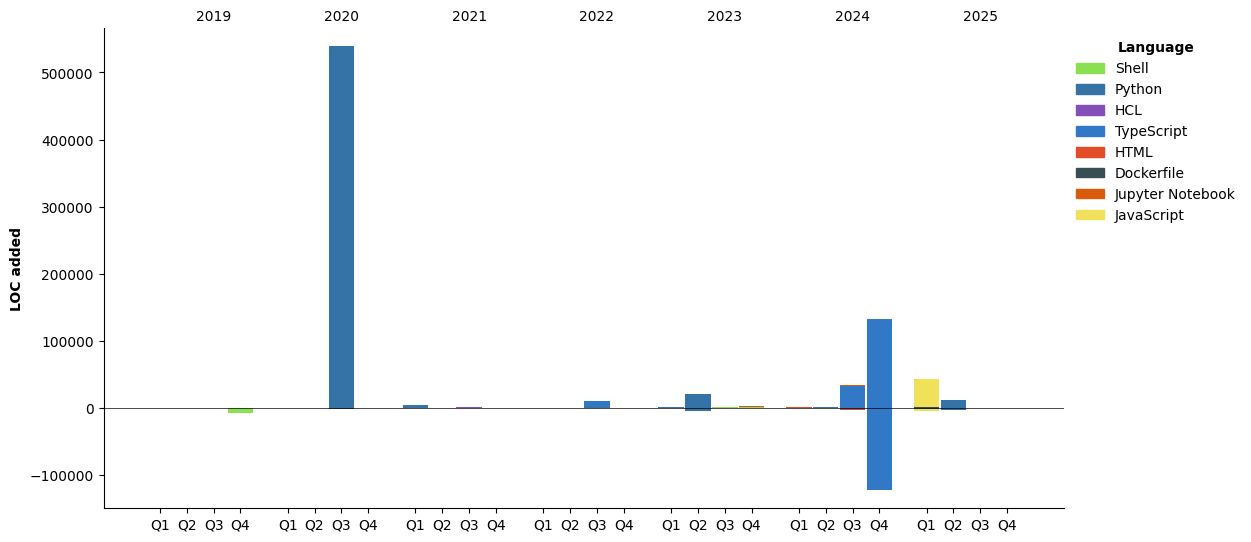 2019 2020 2021 2022 2023 2024 2025
Language
Shell
Python
HCL
TypeScript
HTML
Dockerfile
Jupyter Notebook
JavaScript
LOC added
500000
400000
300000
200000
100000
0
−100000
Q1 Q2 Q3 Q4 Q1 Q2 Q3 Q4 Q1 Q2 Q3 Q4 Q1 Q2 Q3 Q4 Q1 Q2 Q3 Q4 Q1 Q2 Q3 Q4 Q1 Q2 Q3 Q4